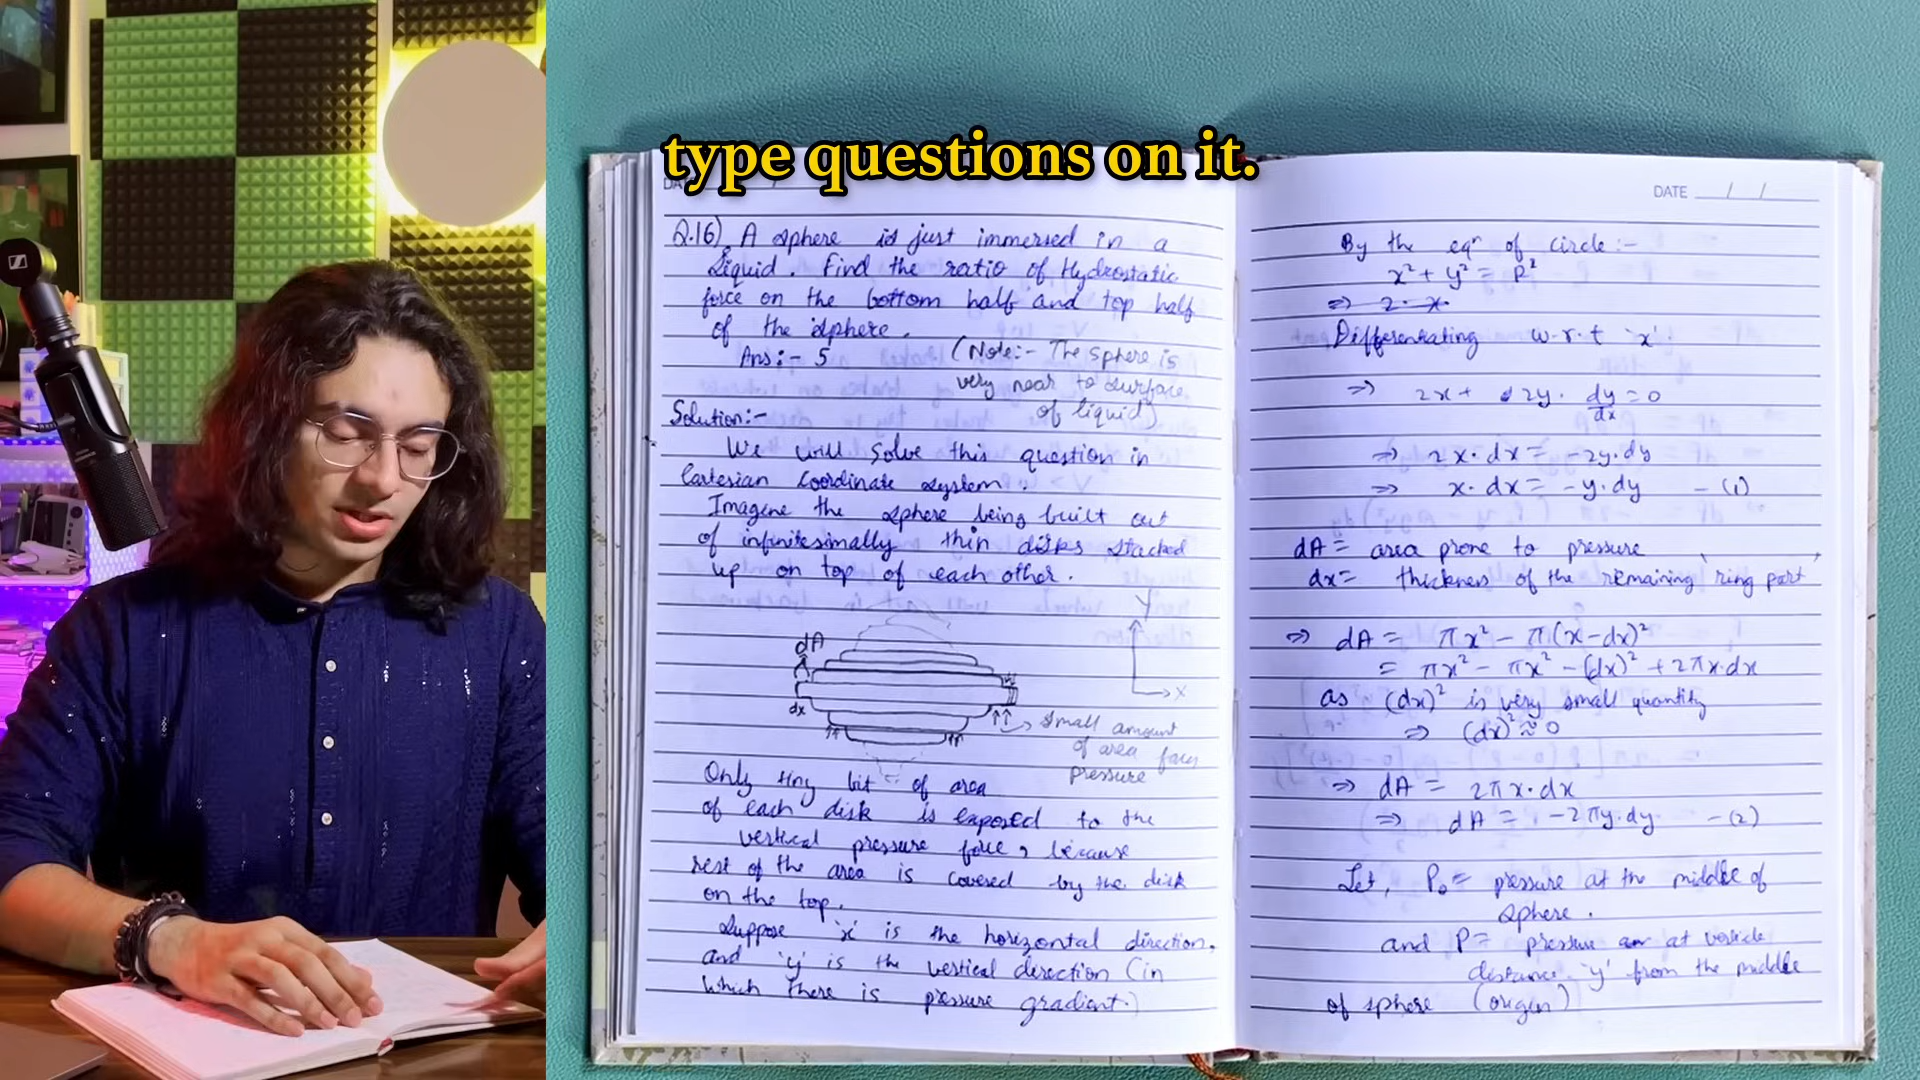 type questions on it.
DATE
Q.16) A sphere is just immersed in a
liquid. Find the ratio of Hydrostatic
force on the bottom half and top half
of the sphere.
Ans:- 5
(Note:- The sphere is
very near to surface
of liquid)
Solution:-
We will solve this question in
Cartesian Coordinate system.
Imagine the sphere being built out
of infinitesimally thin disks stacked
up on top of each other.
Y
dA
X
dx
small amount
of area faces
pressure
Only tiny bit of area
of each disk is exposed to the
vertical pressure force, because
rest of the area is covered by the disk
on the top.
Suppose 'x' is the horizontal direction,
and 'y' is the vertical direction (in
which there is pressure gradient.)
DATE / /
By the eqn of circle:-
x² + y² = R²
⇒ 2. x.
Differentiating w.r.t 'x'
⇒ 2x + 2y. dy/dx = 0
⇒ 2x.dx = -2y.dy
⇒ x.dx = -y.dy - (1)
dA = area prone to pressure
dx = thickness of the remaining 'ring part'
⇒ dA = πx² - π(x-dx)²
= πx² - πx² - (dx)² + 2πx.dx
as (dx)² is very small quantity
⇒ (dx)² ≈ 0
⇒ dA = 2πx.dx
⇒ dA = -2πy.dy - (2)
Let, P₀ = pressure at the middle of
sphere.
and P = pressure at verticle
distance 'y' from the middle
of sphere (origin)